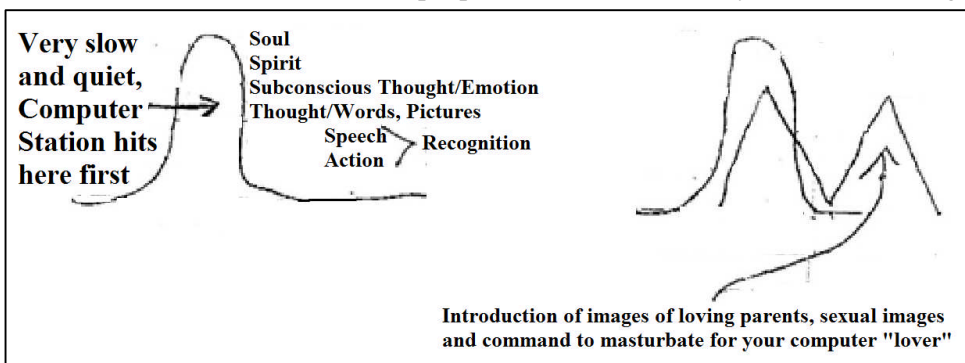 Very slow
and quiet,
Computer
Station hits
here first
Soul
Spirit
Subconscious Thought/Emotion
Thought/Words, Pictures
Speech
Action
Recognition
Introduction of images of loving parents, sexual images
and command to masturbate for your computer "lover"